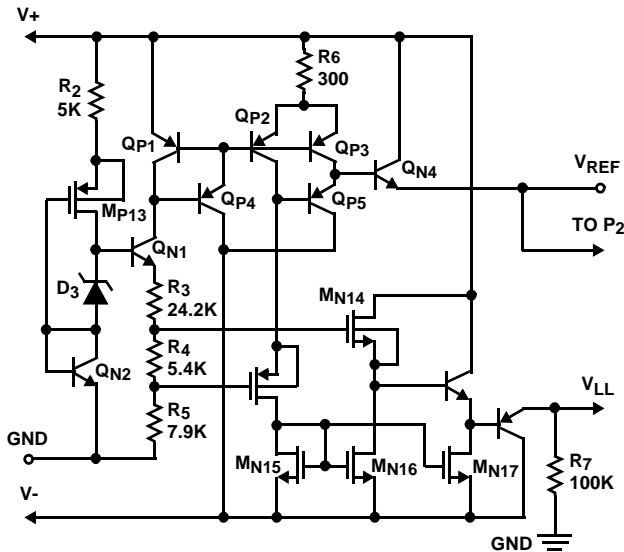 V+
R6
300
R2
5K
QP1
QP2
QP3
QN4
VREF
MP13
QP4
QP5
TO P2
QN1
D3
R3
24.2K
MN14
R4
5.4K
QN2
VLL
R5
7.9K
GND
MN15
MN16
MN17
R7
100K
V-
GND